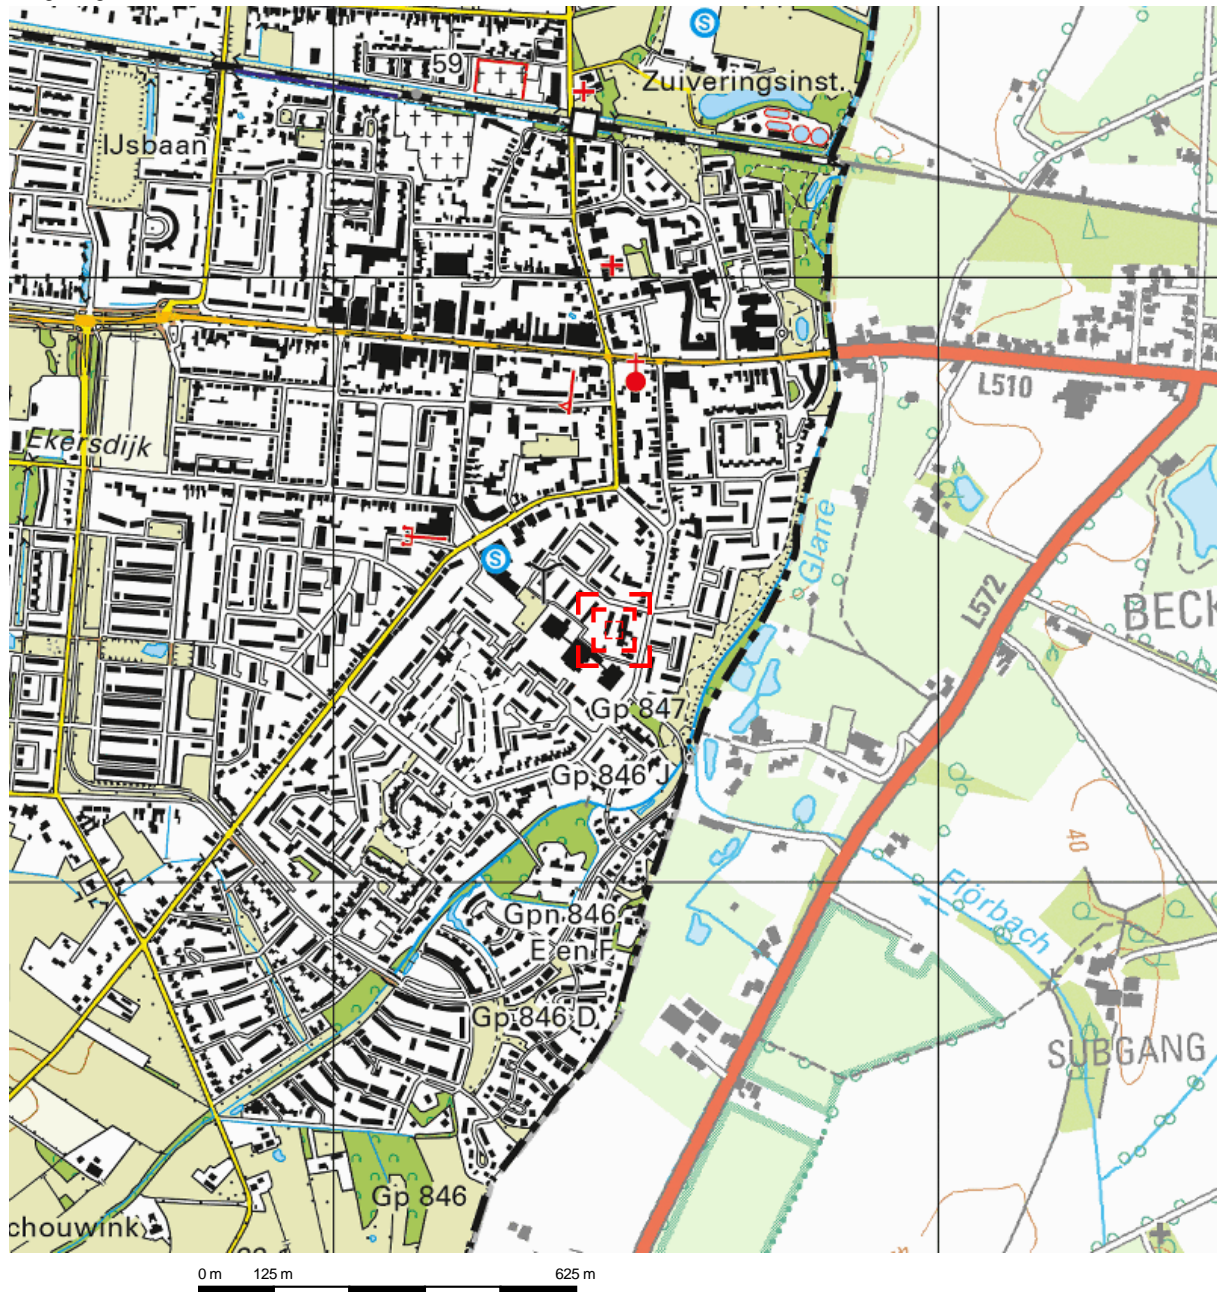 S
59
Zuiveringsinst.
IJsbaan
L510
Ekersdijk
Glane
S
L572
BECK
Gp 847
Gp 846 J
40
Flörbach
Gpn 846
E en F
Gp 846 D
SUBGANG
Gp 846
chouwink
0 m 125 m 625 m